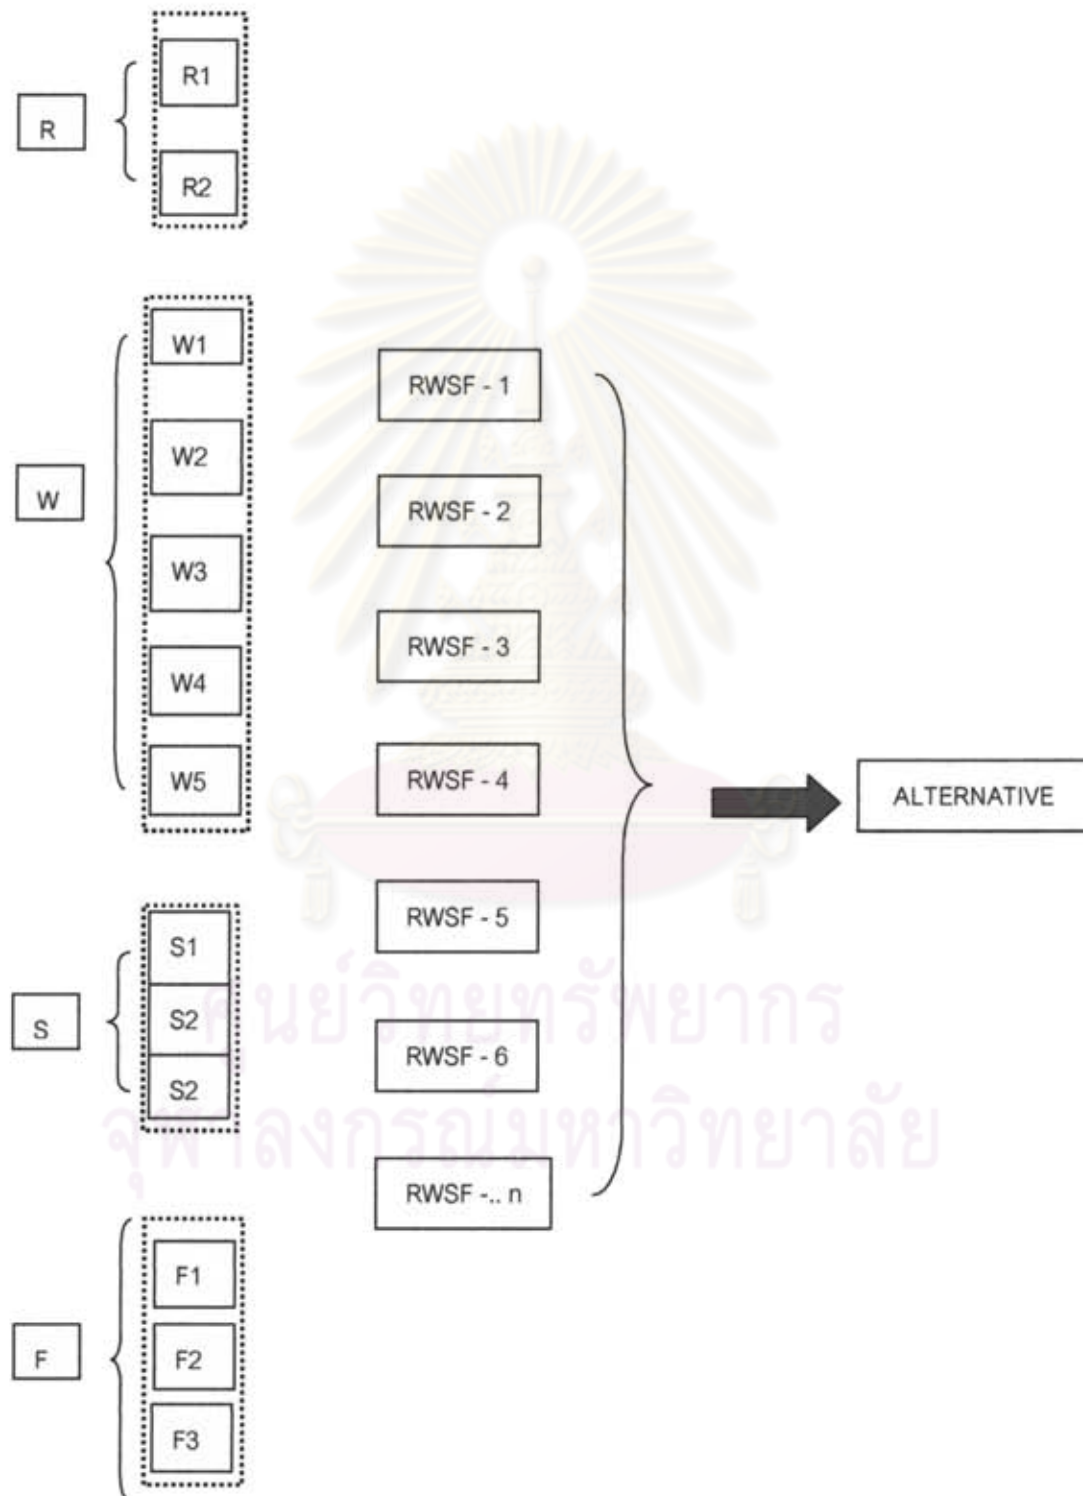 R
R1
R2
W
W1
W2
W3
W4
W5
S
S1
S2
S2
F
F1
F2
F3
RWSF - 1
RWSF - 2
RWSF - 3
RWSF - 4
RWSF - 5
RWSF - 6
RWSF -.. n
ALTERNATIVE
ศูนย์วิทยทรัพยากร
จุฬาลงกรณ์มหาวิทยาลัย